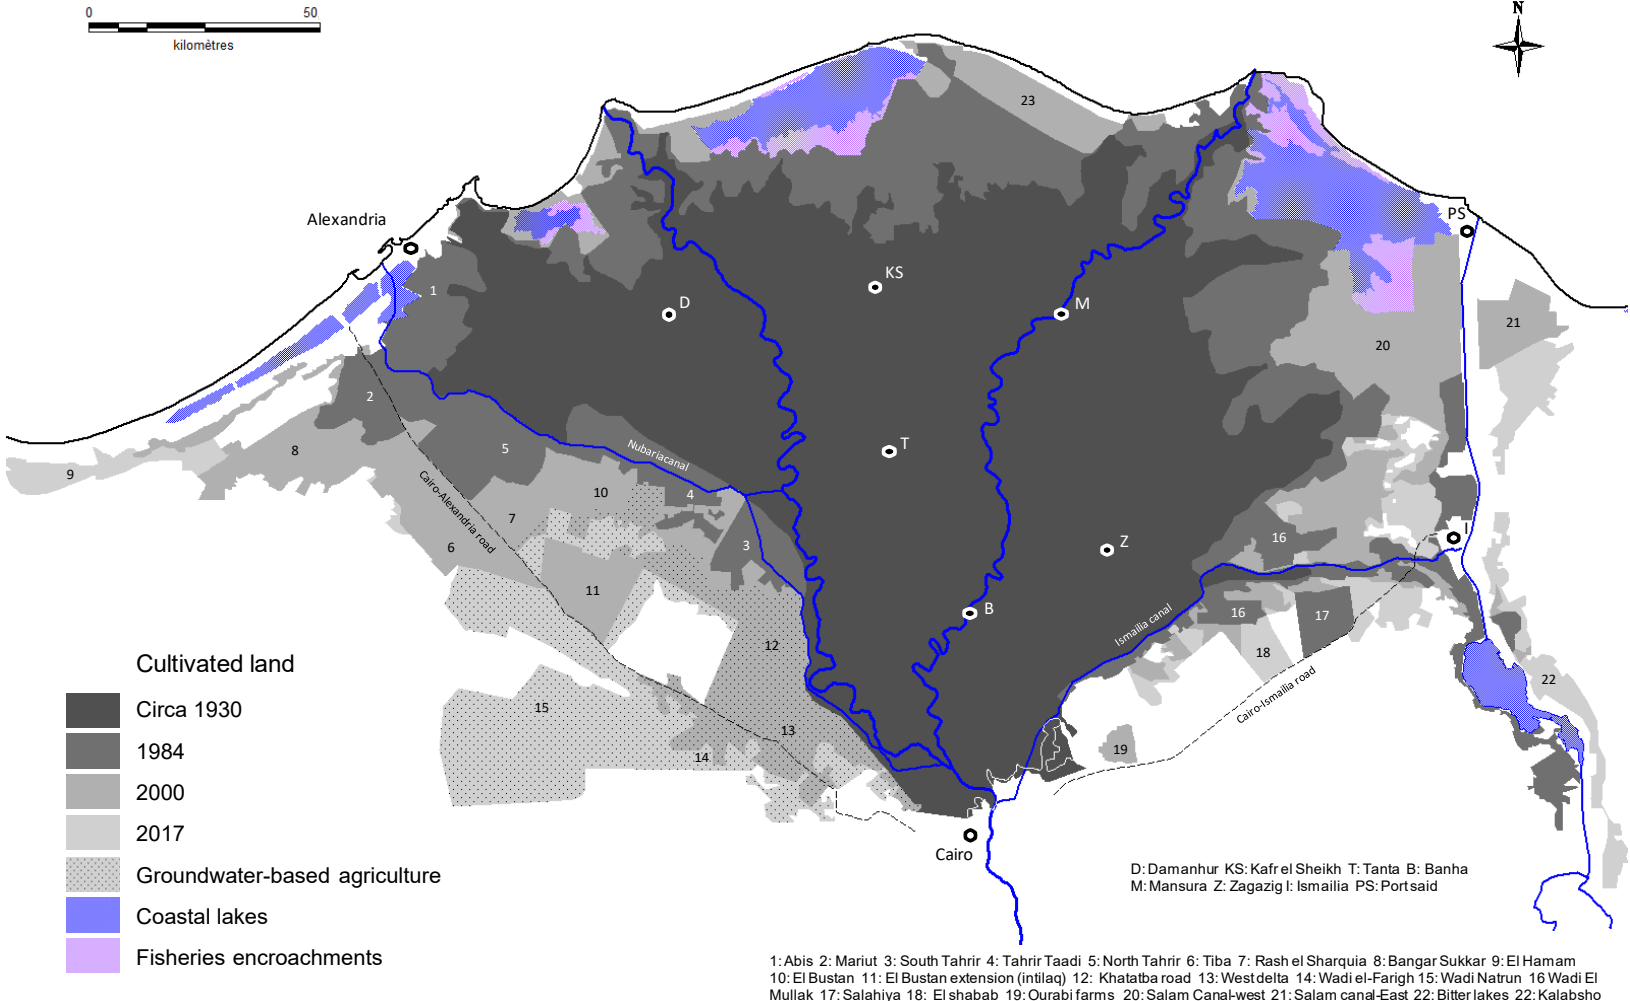 0 50
kilomètres
N
23
Alexandria
PS
1
D
KS
M
21
20
2
5
8
9
Nubariacanal
T
Cairo-Alexandria road
10
4
7
6
3
11
Z
16
I
B
16
17
Ismailia canal
12
18
22
Cairo-Ismailia road
15
13
14
19
Cairo
Cultivated land
Circa 1930
1984
2000
2017
Groundwater-based agriculture
Coastal lakes
Fisheries encroachments
D: Damanhur KS: Kafr el Sheikh T: Tanta B: Banha
M: Mansura Z: Zagazig I: Ismailia PS: Portsaid
1: Abis 2: Mariut 3: South Tahrir 4: Tahrir Taadi 5: North Tahrir 6: Tiba 7: Rash el Sharquia 8: Bangar Sukkar 9: El Hamam
10: El Bustan 11: El Bustan extension (intilaq) 12: Khatatba road 13: West delta 14: Wadi el-Farigh 15: Wadi Natrun 16 Wadi El
Mullak 17: Salahiya 18: El shabab 19: Ourabi farms 20: Salam Canal-west 21: Salam canal-East 22: Bitter lakes 22: Kalabsho